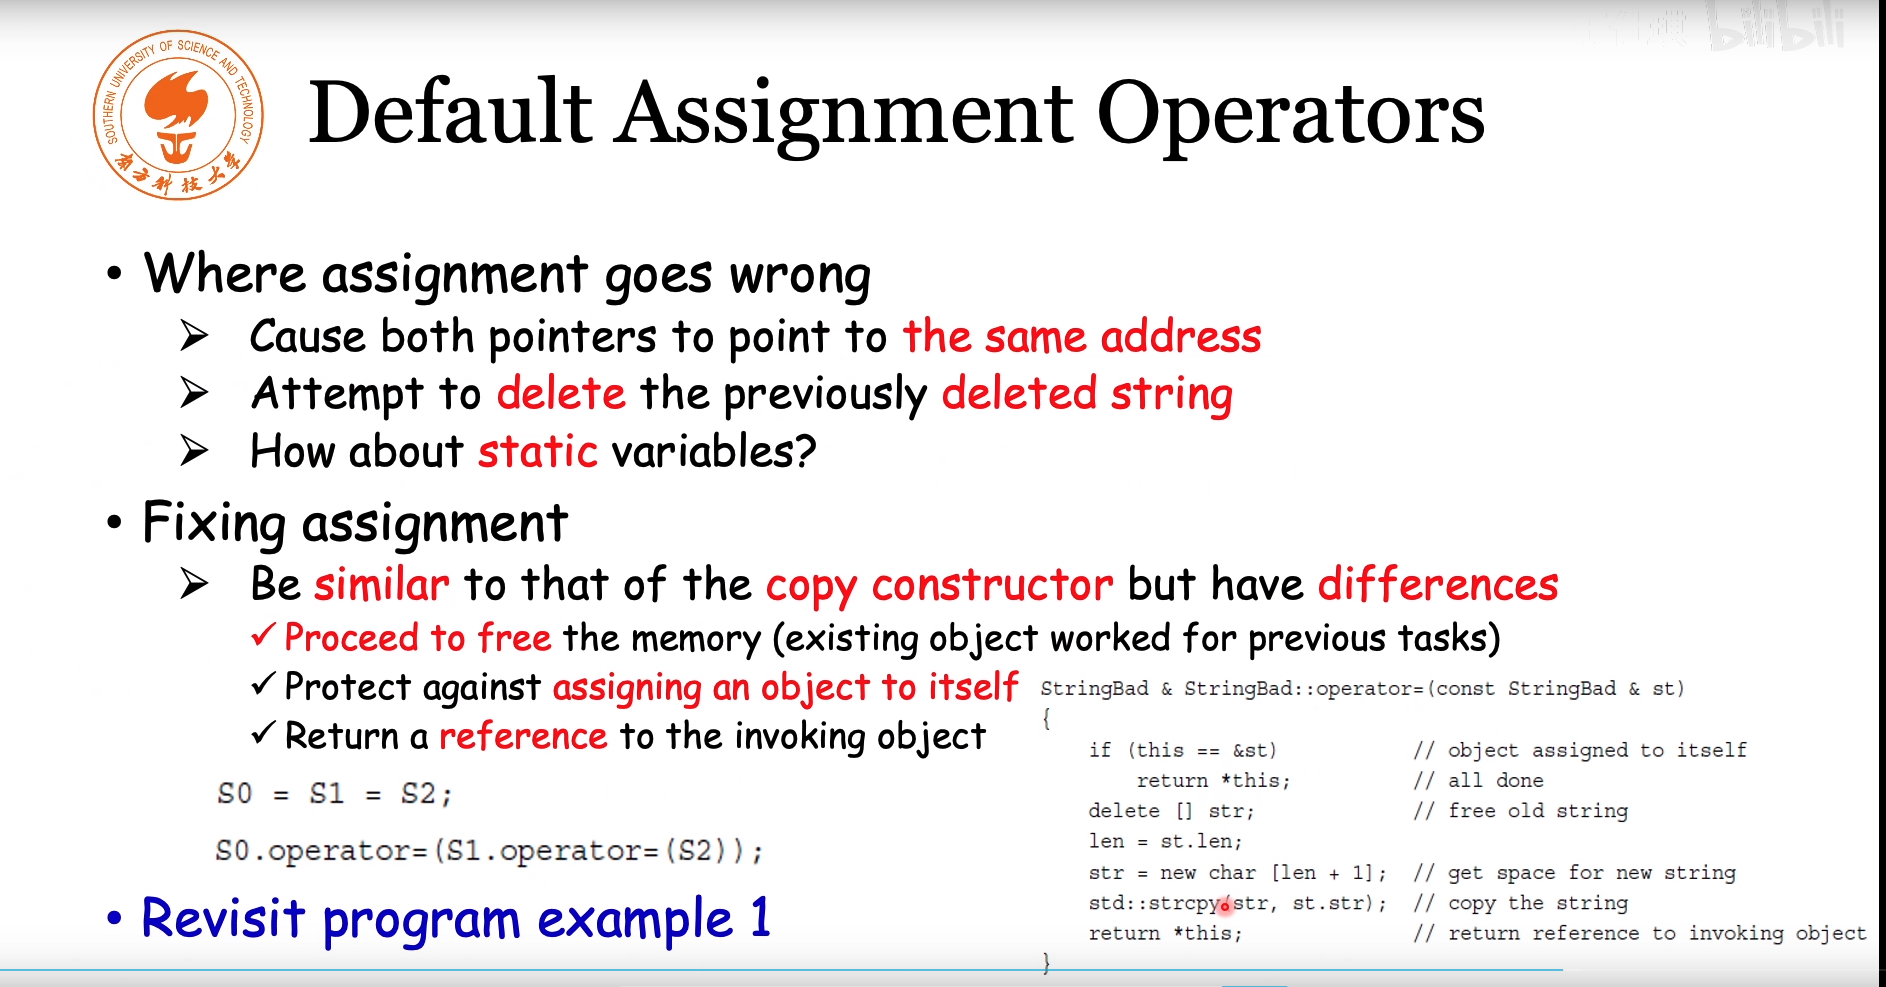 bilibili
SOUTHERN UNIVERSITY OF SCIENCE AND TECHNOLOGY
南方科技大学
Default Assignment Operators
• Where assignment goes wrong
➢ Cause both pointers to point to the same address
➢ Attempt to delete the previously deleted string
➢ How about static variables?
• Fixing assignment
➢ Be similar to that of the copy constructor but have differences
✓ Proceed to free the memory (existing object worked for previous tasks)
✓ Protect against assigning an object to itself
✓ Return a reference to the invoking object
S0 = S1 = S2;
S0.operator=(S1.operator=(S2));
• Revisit program example 1
StringBad & StringBad::operator=(const StringBad & st)
{
if (this == &st) // object assigned to itself
return *this; // all done
delete [] str; // free old string
len = st.len;
str = new char [len + 1]; // get space for new string
std::strcpy(str, st.str); // copy the string
return *this; // return reference to invoking object
}